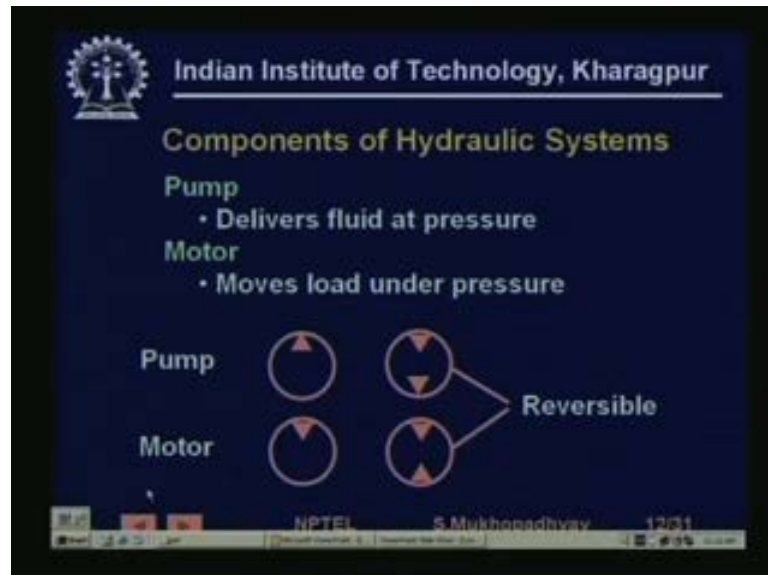 Indian Institute of Technology, Kharagpur
Components of Hydraulic Systems
Pump
• Delivers fluid at pressure
Motor
• Moves load under pressure
Pump
Reversible
Motor
NPTEL S.Mukhopadhyay 12/31